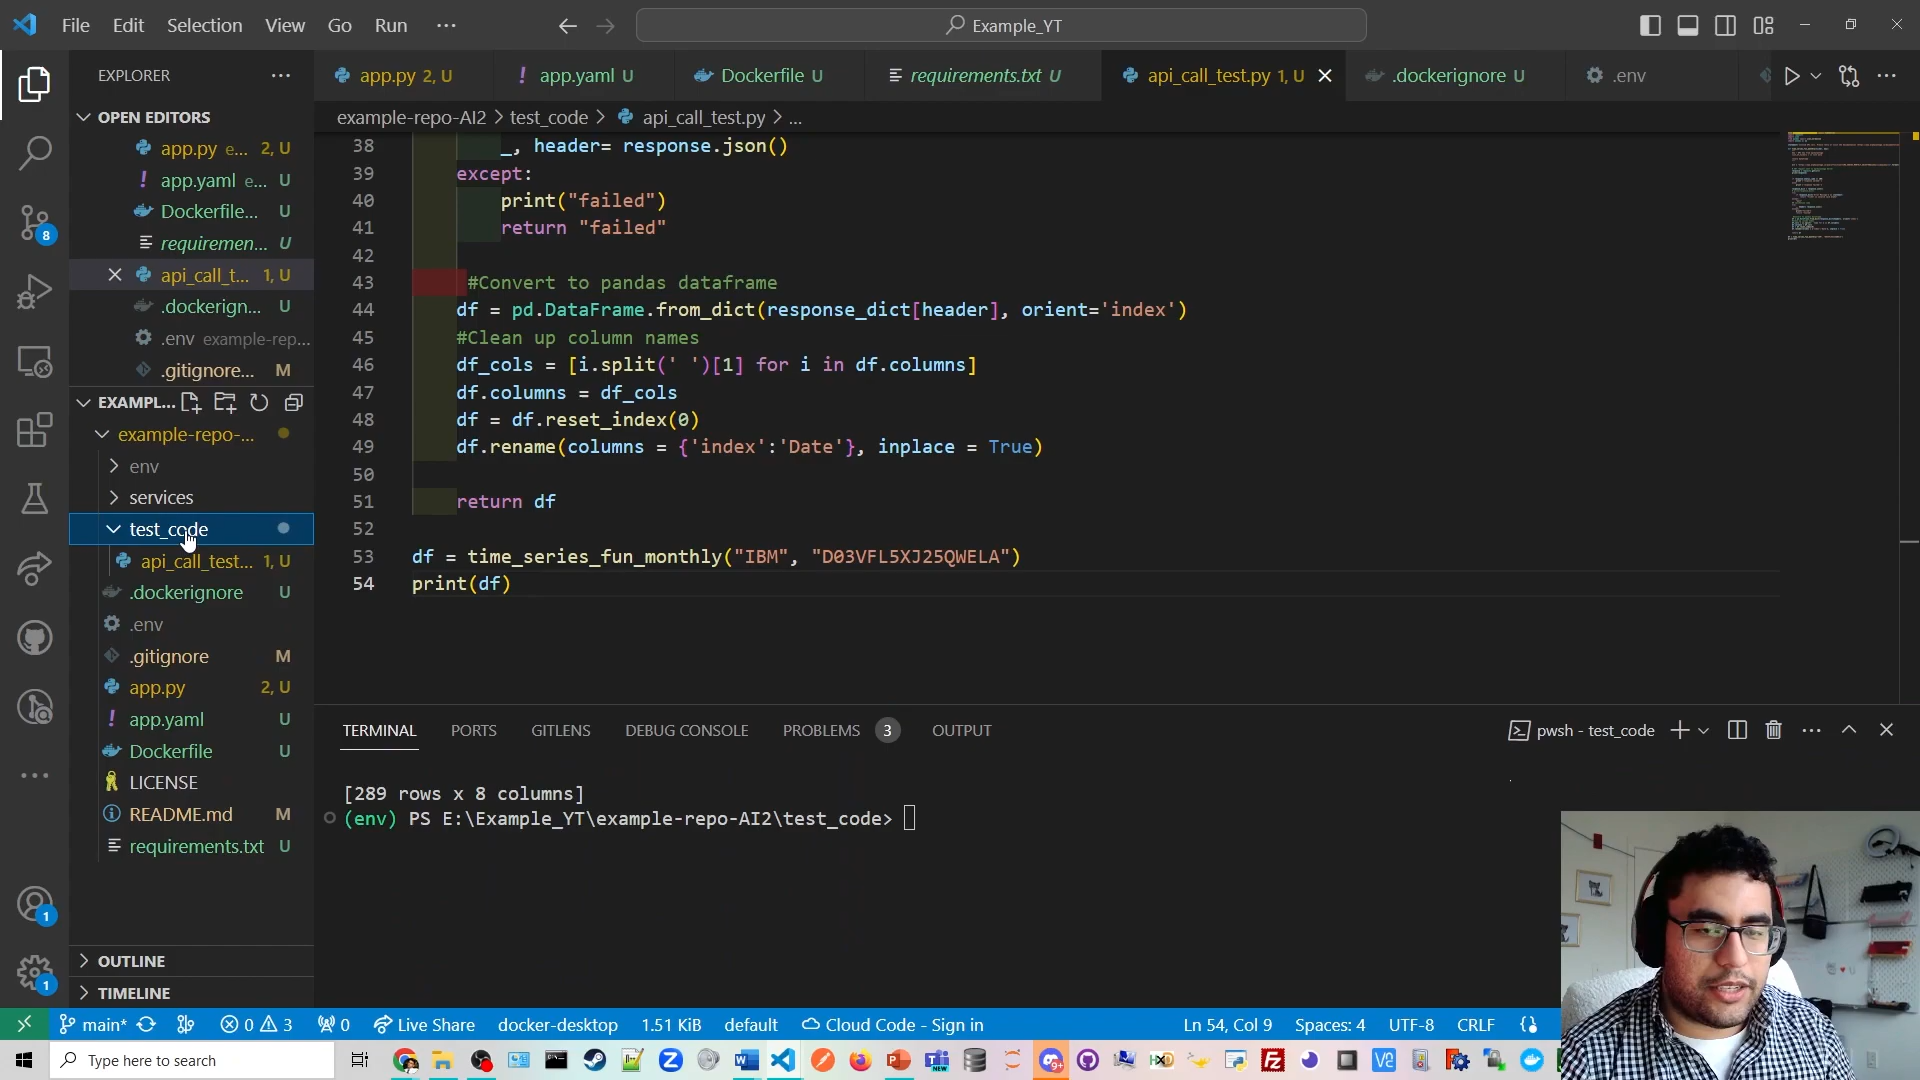 File Edit Selection View Go Run ···
Example_YT
EXPLORER
OPEN EDITORS
app.py e... 2, U
app.yaml e... U
Dockerfile... U
requiremen... U
api_call_t... 1, U
.dockerign... U
.env example-rep...
.gitignore... M
EXAMPL...
example-repo-...
env
services
test_code
api_call_test... 1, U
.dockerignore U
.env
.gitignore M
app.py 2, U
app.yaml U
Dockerfile U
LICENSE
README.md M
requirements.txt U
OUTLINE
TIMELINE
8
1
1
app.py 2, U
app.yaml U
Dockerfile U
requirements.txt U
api_call_test.py 1, U
.dockerignore U
.env
example-repo-AI2 > test_code > api_call_test.py > ...
38 _, header= response.json()
39 except:
40 print("failed")
41 return "failed"
42
43 #Convert to pandas dataframe
44 df = pd.DataFrame.from_dict(response_dict[header], orient='index')
45 #Clean up column names
46 df_cols = [i.split(' ')[1] for i in df.columns]
47 df.columns = df_cols
48 df = df.reset_index(0)
49 df.rename(columns = {'index':'Date'}, inplace = True)
50
51 return df
52
53 df = time_series_fun_monthly("IBM", "D03VFL5XJ25QWELA")
54 print(df)
TERMINAL PORTS GITLENS DEBUG CONSOLE PROBLEMS 3 OUTPUT
pwsh - test_code
[289 rows x 8 columns]
(env) PS E:\Example_YT\example-repo-AI2\test_code>
main* 0 3 0 Live Share docker-desktop 1.51 KiB default Cloud Code - Sign in
Ln 54, Col 9 Spaces: 4 UTF-8 CRLF
Type here to search